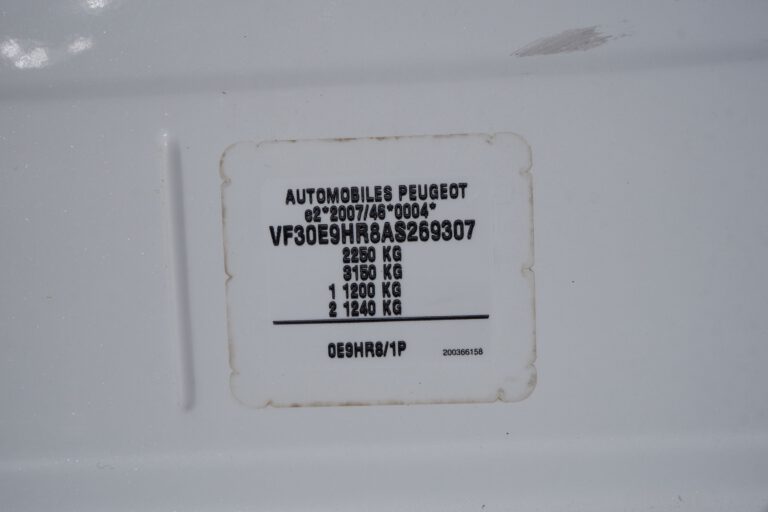 AUTOMOBILES PEUGEOT
e2*2007/46*0004*
VF30E9HR8AS269307
2250 KG
3150 KG
1 1200 KG
2 1240 KG
0E9HR8/1P 200366158